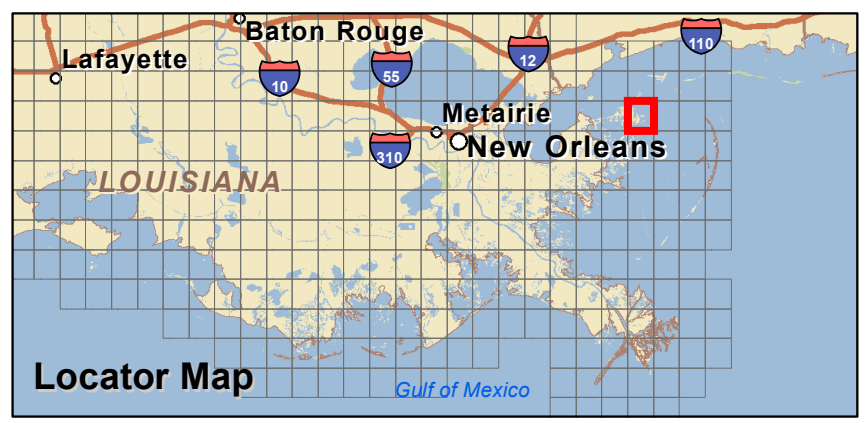 Baton Rouge
110
12
Lafayette
55
10
Metairie
New Orleans
310
LOUISIANA
Locator Map
Gulf of Mexico